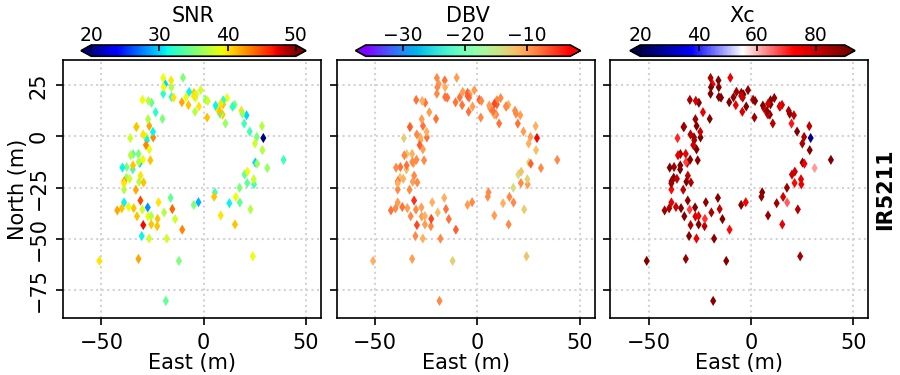 SNR DBV Xc
20 30 40 50 −30 −20 −10 20 40 60 80
25
0
−25
−50
−75
North (m)
IR5211
−50 0 50 −50 0 50 −50 0 50
East (m) East (m) East (m)